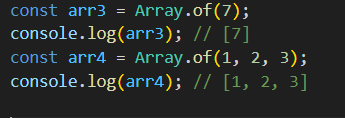 const arr3 = Array.of(7);
console.log(arr3); // [7]
const arr4 = Array.of(1, 2, 3);
console.log(arr4); // [1, 2, 3]